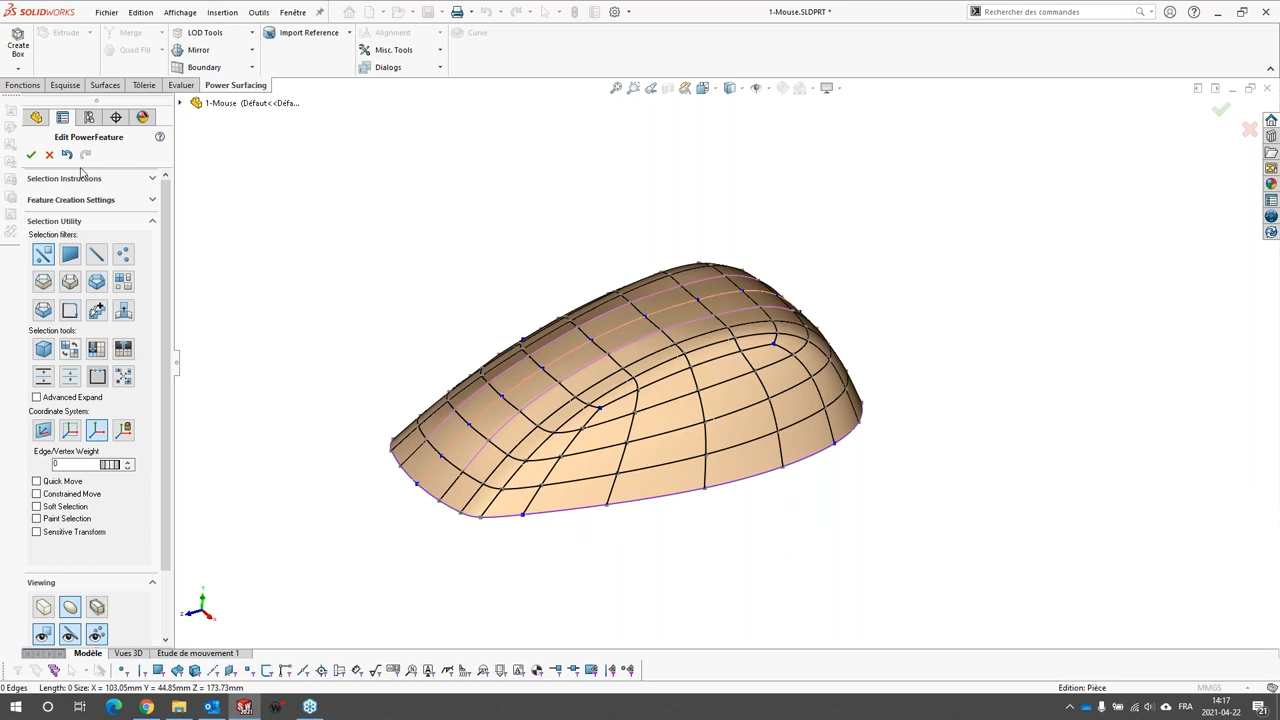 SOLIDWORKS
Fichier Edition Affichage Insertion Outils Fenêtre
1-Mouse.SLDPRT *
Rechercher des commandes
Create Box
Extrude
Merge
Quad Fill
LOD Tools
Mirror
Boundary
Import Reference
Alignment
Misc. Tools
Dialogs
Curve
Fonctions Esquisse Surfaces Tôlerie Evaluer Power Surfacing
1-Mouse (Défaut<<Défa...
Edit PowerFeature
Selection Instructions
Feature Creation Settings
Selection Utility
Selection filters:
Selection tools:
Advanced Expand
Coordinate System:
Edge/Vertex Weight
0
Quick Move
Constrained Move
Soft Selection
Paint Selection
Sensitive Transform
Viewing
Y
Z
X
Modèle Vues 3D Etude de mouvement 1
0 Edges Length: 0 Size: X = 103.05mm Y = 44.85mm Z = 173.73mm
Edition: Pièce
MMGS
FRA
14:17
2021-04-22